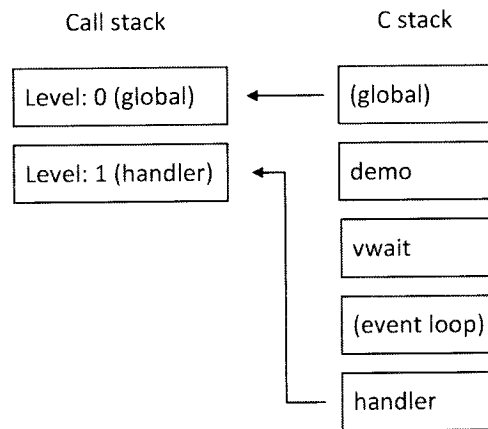 Call stack
C stack
Level: 0 (global)
(global)
Level: 1 (handler)
demo
vwait
(event loop)
handler